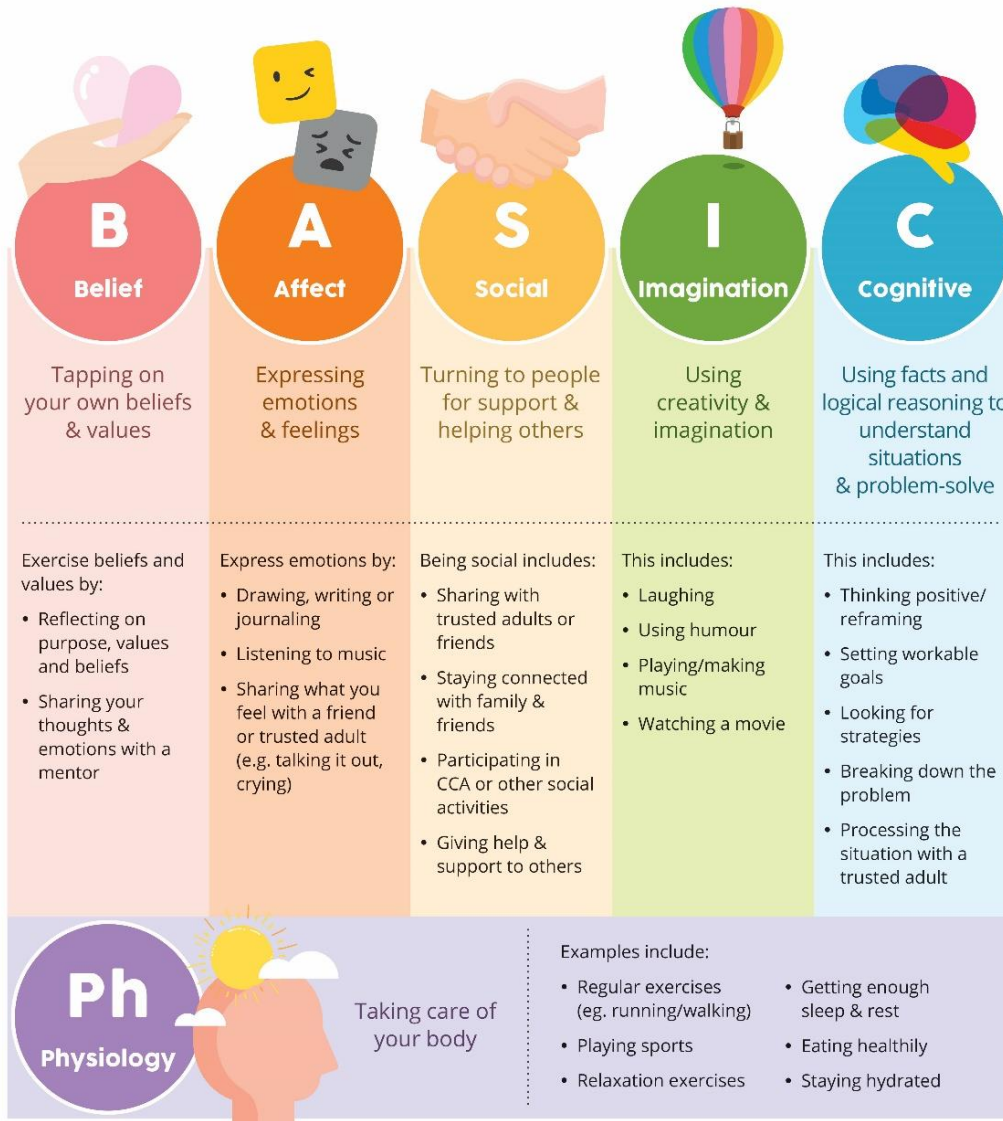 B
Belief
Tapping on
your own beliefs
& values
Exercise beliefs and
values by:
• Reflecting on
purpose, values
and beliefs
• Sharing your
thoughts &
emotions with a
mentor
A
Affect
Expressing
emotions
& feelings
Express emotions by:
• Drawing, writing or
journaling
• Listening to music
• Sharing what you
feel with a friend
or trusted adult
(e.g. talking it out,
crying)
S
Social
Turning to people
for support &
helping others
Being social includes:
• Sharing with
trusted adults or
friends
• Staying connected
with family &
friends
• Participating in
CCA or other social
activities
• Giving help &
support to others
I
Imagination
Using
creativity &
imagination
This includes:
• Laughing
• Using humour
• Playing/making
music
• Watching a movie
C
Cognitive
Using facts and
logical reasoning to
understand
situations
& problem-solve
This includes:
• Thinking positive/
reframing
• Setting workable
goals
• Looking for
strategies
• Breaking down the
problem
• Processing the
situation with a
trusted adult
Ph
Physiology
Taking care of
your body
Examples include:
• Regular exercises
(eg. running/walking)
• Playing sports
• Relaxation exercises
• Getting enough
sleep & rest
• Eating healthily
• Staying hydrated